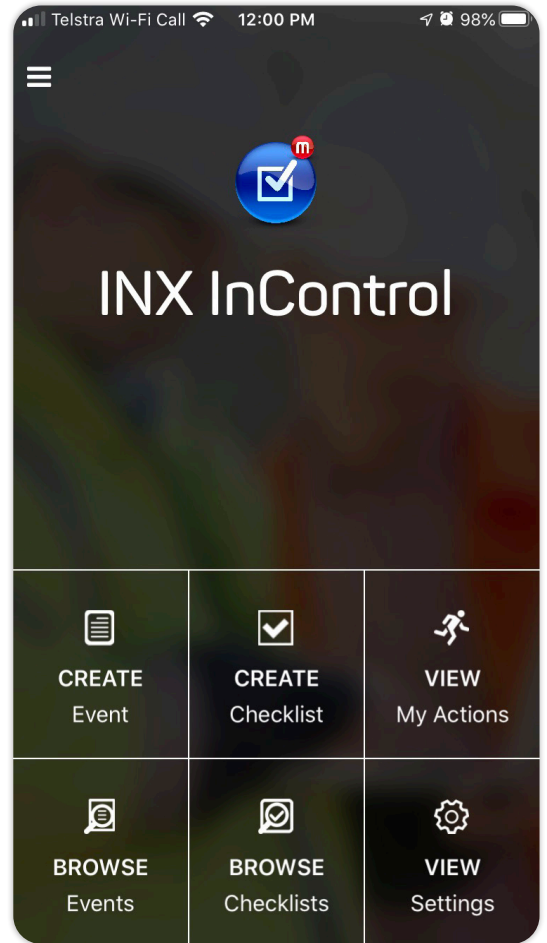 Telstra Wi-Fi Call 12:00 PM 98%
m
INX InControl
CREATE CREATE VIEW
Event Checklist My Actions
BROWSE BROWSE VIEW
Events Checklists Settings